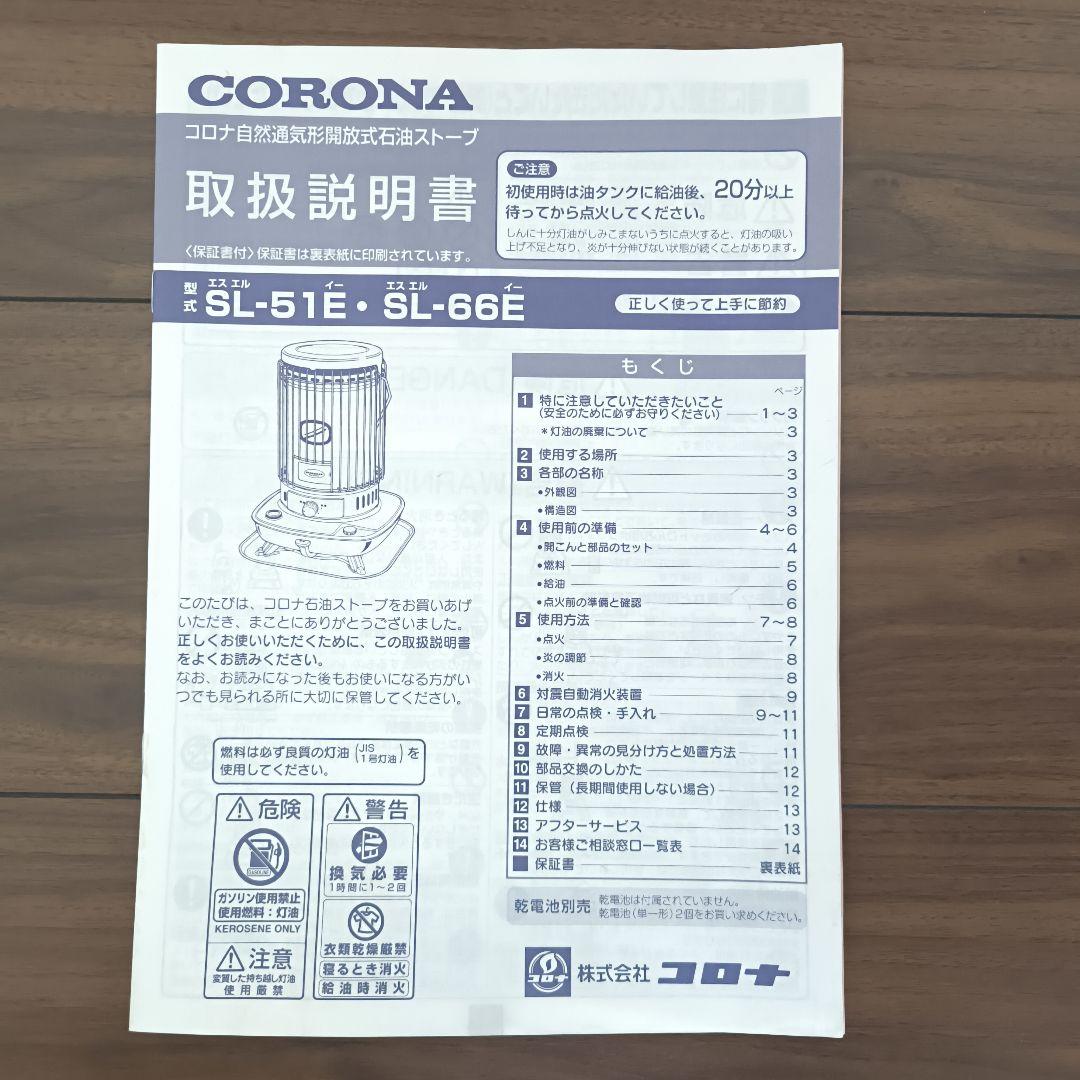 CORONA
コロナ自然通気形開放式石油ストーブ
取扱説明書
〈保証書付〉保証書は裏表紙に印刷されています。
ご注意
初使用時は油タンクに給油後、20分以上
待ってから点火してください。
しんに十分灯油がしみこまないうちに点火すると、灯油の吸い
上げ不足となり、炎が十分伸びない状態が続くことがあります。
型式 SL-51E・SL-66E
エス エル イー エス エル イー
正しく使って上手に節約
もくじ
ページ
1 特に注意していただきたいこと
(安全のために必ずお守りください) 1〜3
*灯油の廃棄について 3
2 使用する場所 3
3 各部の名称 3
•外観図 3
•構造図 3
4 使用前の準備 4〜6
•開こんと部品のセット 4
•燃料 5
•給油 6
•点火前の準備と確認 6
5 使用方法 7〜8
•点火 7
•炎の調節 8
•消火 8
6 対震自動消火装置 9
7 日常の点検・手入れ 9〜11
8 定期点検 11
9 故障・異常の見分け方と処置方法 11
10 部品交換のしかた 12
11 保管(長期間使用しない場合) 12
12 仕様 13
13 アフターサービス 13
14 お客様ご相談窓口一覧表 14
保証書 裏表紙
このたびは、コロナ石油ストーブをお買いあげ
いただき、まことにありがとうございました。
正しくお使いいただくために、この取扱説明書
をよくお読みください。
なお、お読みになった後もお使いになる方がい
つでも見られる所に大切に保管してください。
燃料は必ず良質の灯油(JIS 1号灯油)を
使用してください。
危険
GASOLINE
ガソリン使用禁止
使用燃料:灯油
KEROSENE ONLY
注意
変質した持ち越し灯油
使用厳禁
警告
換気必要
1時間に1〜2回
衣類乾燥厳禁
寝るとき消火
給油時消火
乾電池別売
乾電池は付属されていません。
乾電池(単一形)2個をお買い求めください。
コロナ
株式会社 コロナ